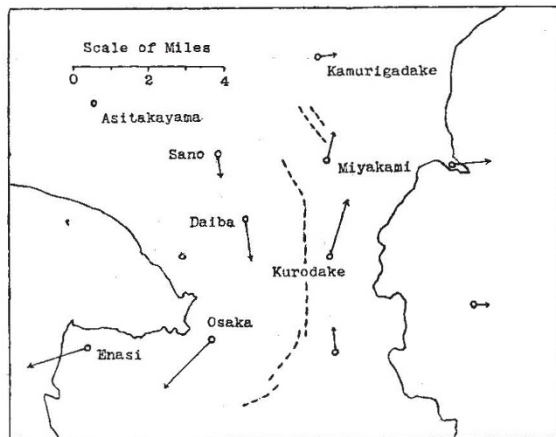 Scale of Miles
0 2 4
Kamurigadake
Asitakayama
Sano
Miyakami
Daiba
Kurodake
Osaka
Enasi